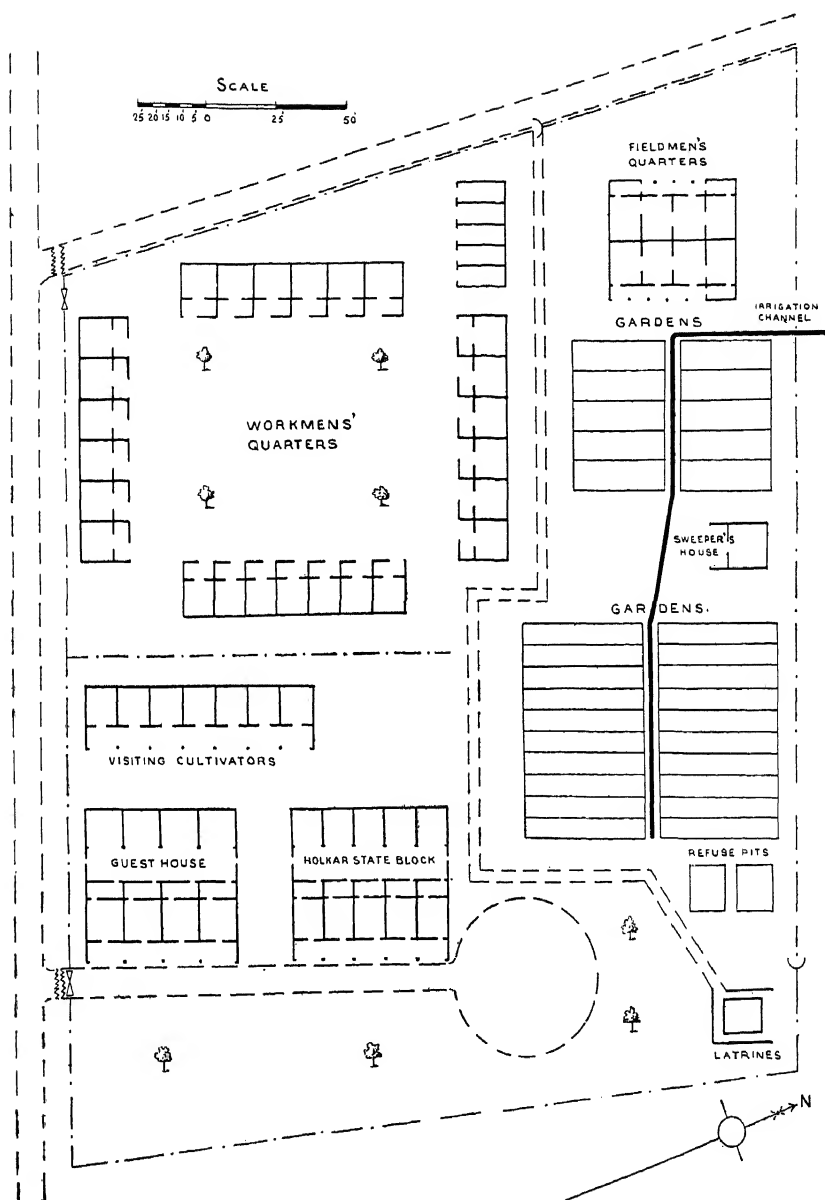 SCALE
25 20 15 10 5 0 25 50
FIELDMEN'S
QUARTERS
IRRIGATION
CHANNEL
GARDENS
WORKMENS'
QUARTERS
SWEEPER'S
HOUSE
GARDENS.
VISITING CULTIVATORS
GUEST HOUSE
HOLKAR STATE BLOCK
REFUSE PITS
LATRINES
N